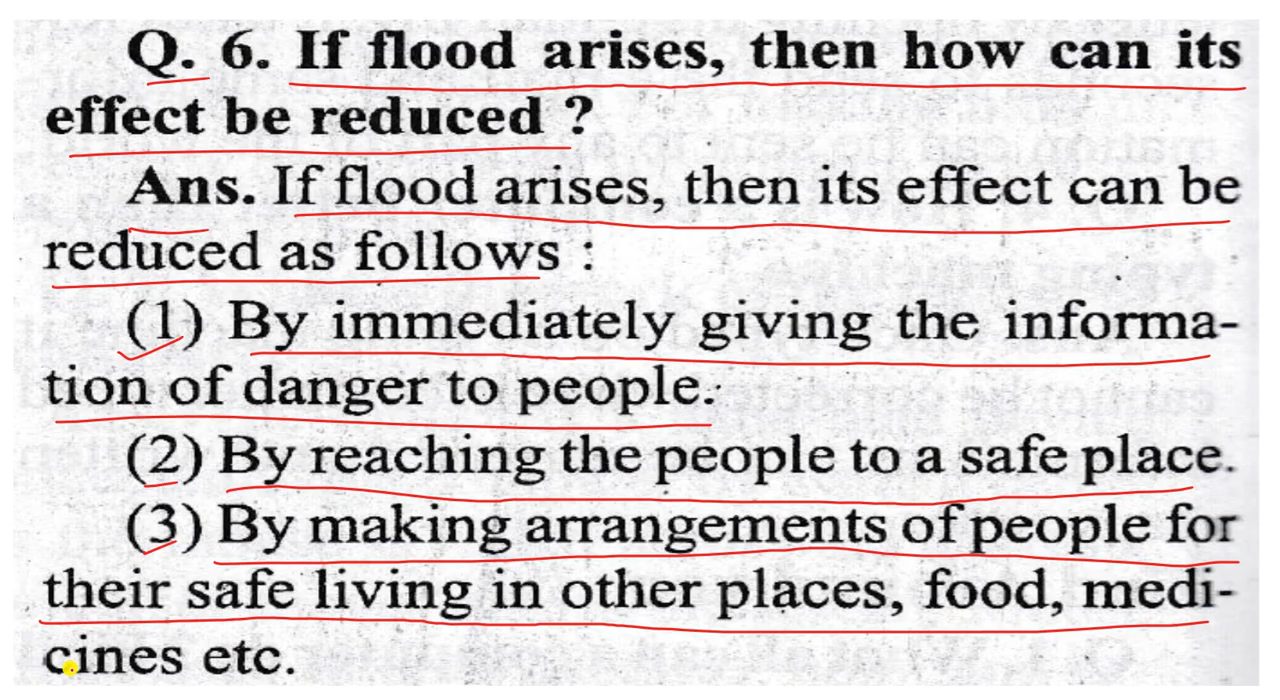 Q. 6. If flood arises, then how can its
effect be reduced ?
Ans. If flood arises, then its effect can be
reduced as follows :
(1) By immediately giving the informa-
tion of danger to people.
(2) By reaching the people to a safe place.
(3) By making arrangements of people for
their safe living in other places, food, medi-
cines etc.